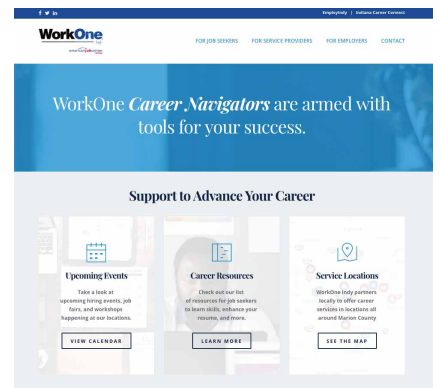 EmployIndy | Indiana Career Connect
WorkOne
FOR JOB SEEKERS FOR SERVICE PROVIDERS FOR EMPLOYERS CONTACT
americanjobcenter
WorkOne Career Navigators are armed with
tools for your success.
Support to Advance Your Career
Upcoming Events
Take a look at
upcoming hiring events, job
fairs, and workshops
happening at our locations.
VIEW CALENDAR
Career Resources
Check out our list
of resources for job seekers
to learn skills, enhance your
resume, and more.
LEARN MORE
Service Locations
WorkOne Indy partners
locally to offer career
services in locations all
around Marion County
SEE THE MAP